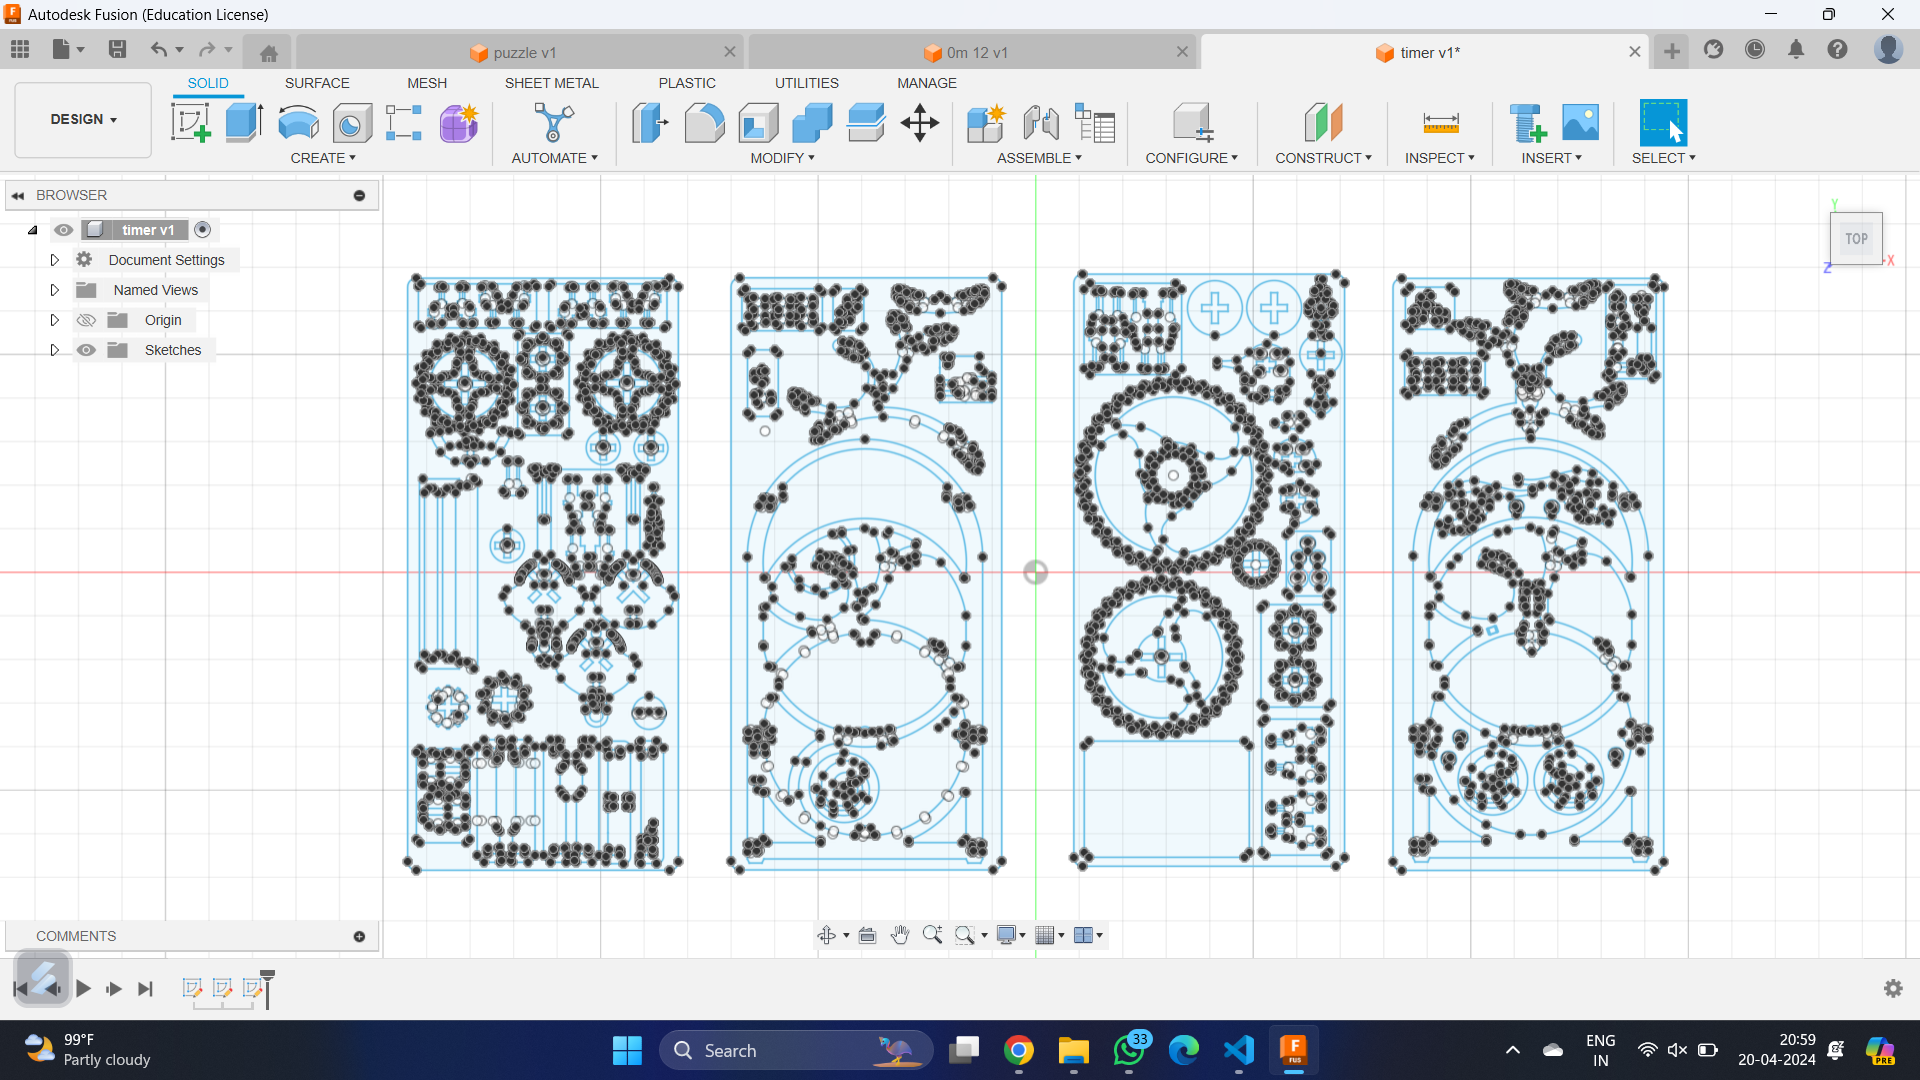 Autodesk Fusion (Education License)
puzzle v1
0m 12 v1
timer v1*
DESIGN
SOLID
SURFACE
MESH
SHEET METAL
PLASTIC
UTILITIES
MANAGE
CREATE
AUTOMATE
MODIFY
ASSEMBLE
CONFIGURE
CONSTRUCT
INSPECT
INSERT
SELECT
BROWSER
timer v1
Document Settings
Named Views
Origin
Sketches
Y
TOP
X
Z
COMMENTS
99°F
Partly cloudy
Search
33
F
FUS
ENG
IN
20:59
20-04-2024
PRE